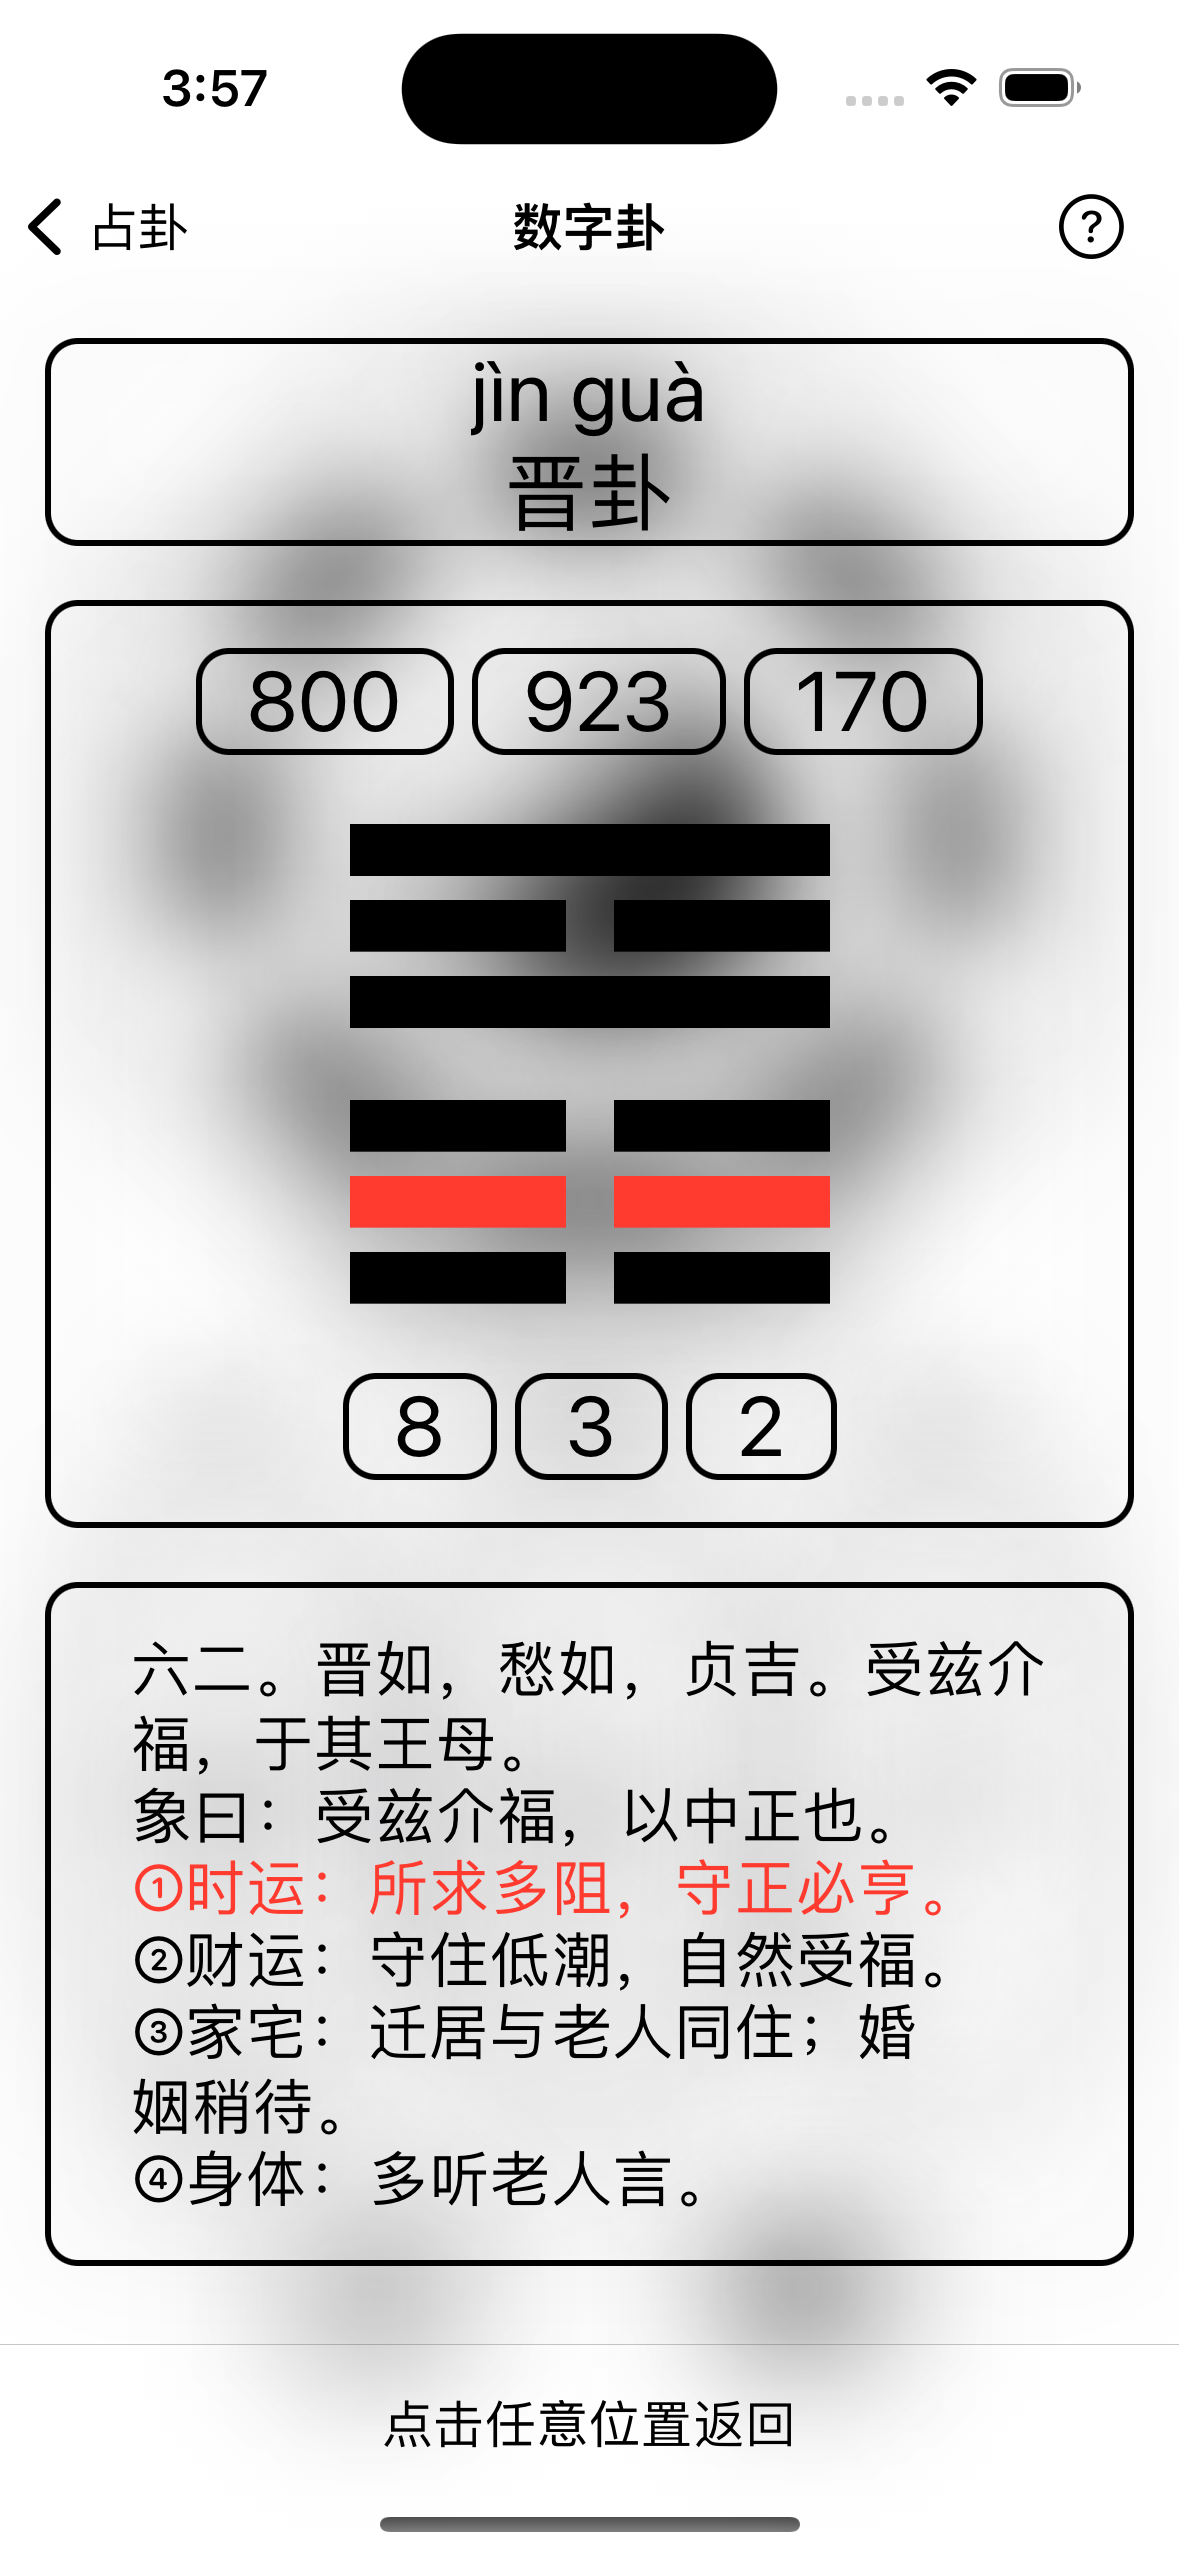 3:57
占卦
数字卦
?
jìn guà
晋卦
800 923 170
8 3 2
六二。晋如，愁如，贞吉。受兹介
福，于其王母。
象曰：受兹介福，以中正也。
①时运：所求多阻，守正必亨。
②财运：守住低潮，自然受福。
③家宅：迁居与老人同住；婚
姻稍待。
④身体：多听老人言。
点击任意位置返回